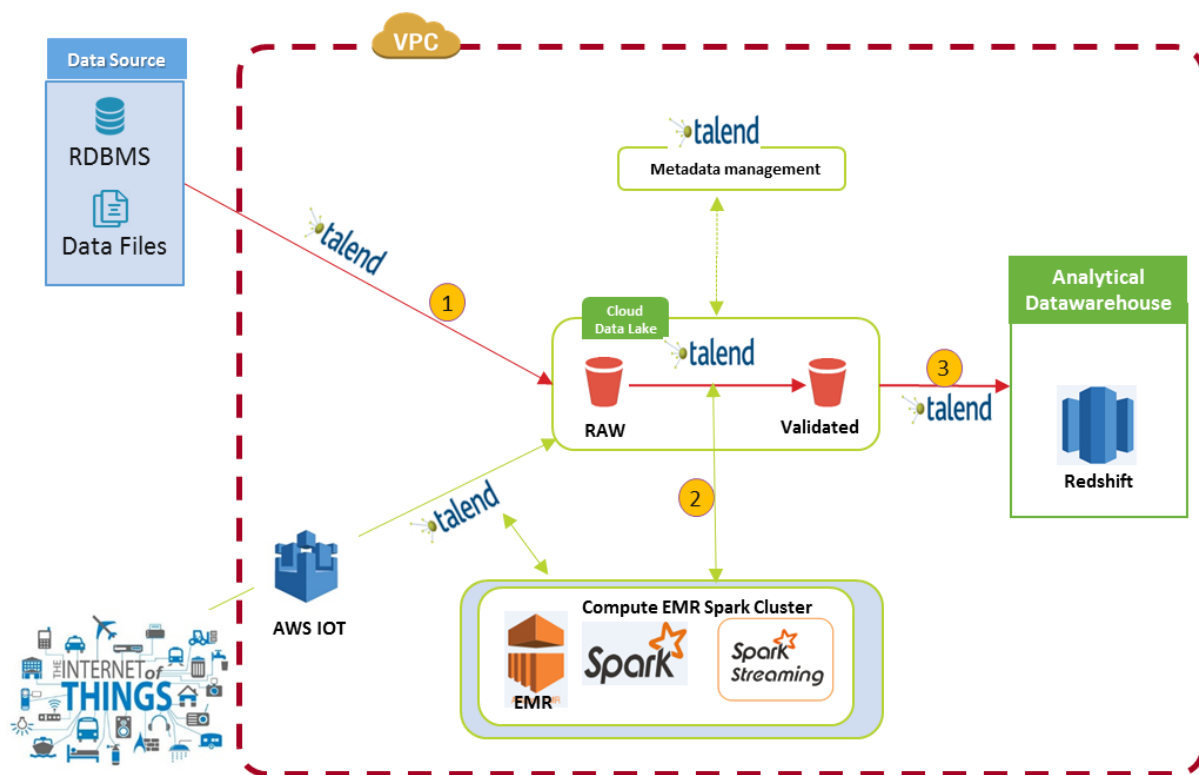 VPC
Data Source
RDBMS
Data Files
talend
Metadata management
talend
1
Cloud
Data Lake
talend
RAW
Validated
3
talend
Analytical
Datawarehouse
Redshift
2
talend
AWS IOT
THE INTERNET of
THINGS
Compute EMR Spark Cluster
EMR
Spark
Spark
Streaming